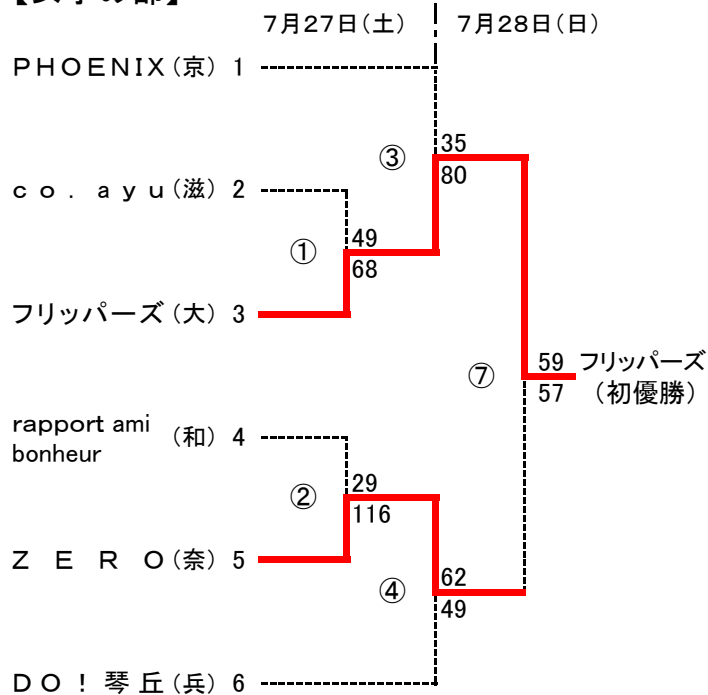 7月27日(土) 7月28日(日)
PHOENIX(京) 1
35
③
80
co.ayu(滋) 2
49
①
68
フリッパーズ(大) 3
59 フリッパーズ
⑦
57 (初優勝)
rapport ami
(和) 4
bonheur
29
②
116
ZERO(奈) 5
62
④
49
DO!琴丘(兵) 6